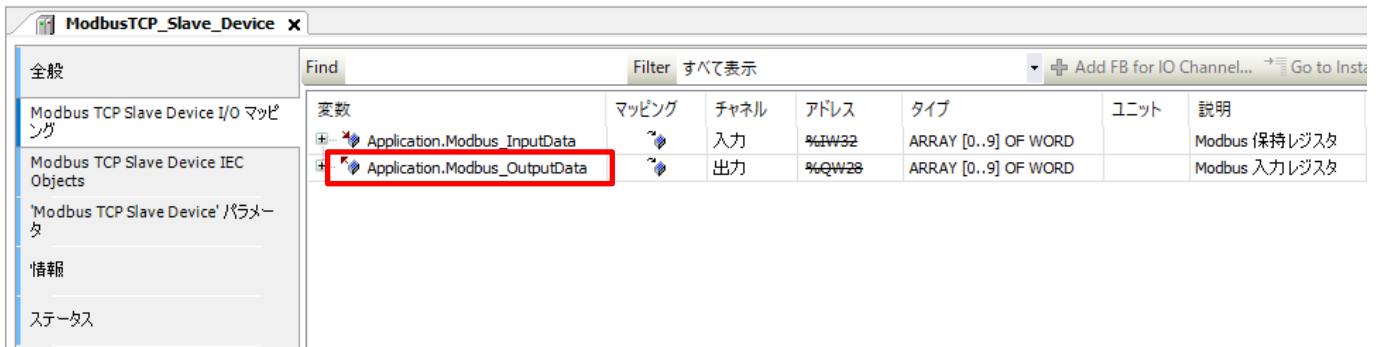 ModbusTCP_Slave_Device X
全般
Find
Filter すべて表示
Add FB for IO Channel...
Go to Insta
Modbus TCP Slave Device I/O マッピ
ング
Modbus TCP Slave Device IEC
Objects
'Modbus TCP Slave Device' パラメー
タ
情報
ステータス
変数 マッピング チャネル アドレス タイプ ユニット 説明
Application.Modbus_InputData 入力 %IW32 ARRAY [0..9] OF WORD Modbus 保持レジスタ
Application.Modbus_OutputData 出力 %QW28 ARRAY [0..9] OF WORD Modbus 入力レジスタ